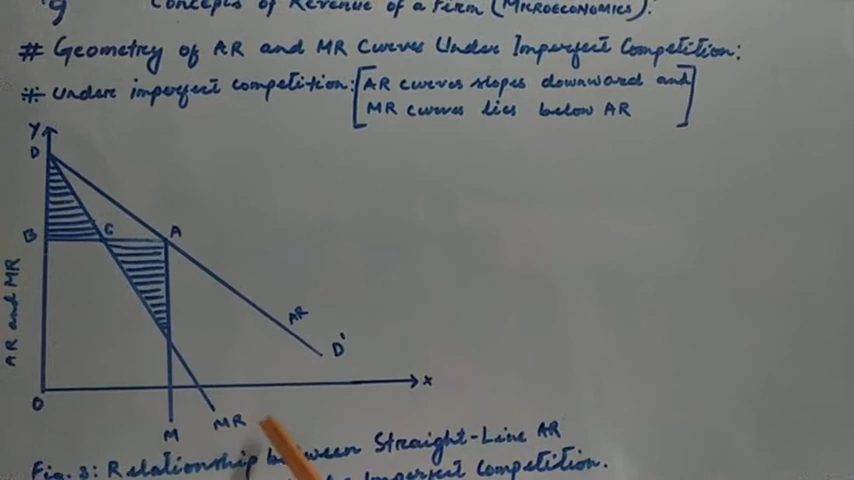 Concepts of Revenue of a Firm (MICROECONOMICS).
# Geometry of AR and MR Curves Under Imperfect Competition:
* Under imperfect competition: [AR curves slopes downward and
MR curves lies below AR]
Y
D
B C A
AR and MR
AR
D'
O X
M MR
Fig. 3: Relationship between Straight-Line AR
Imperfect Competition.